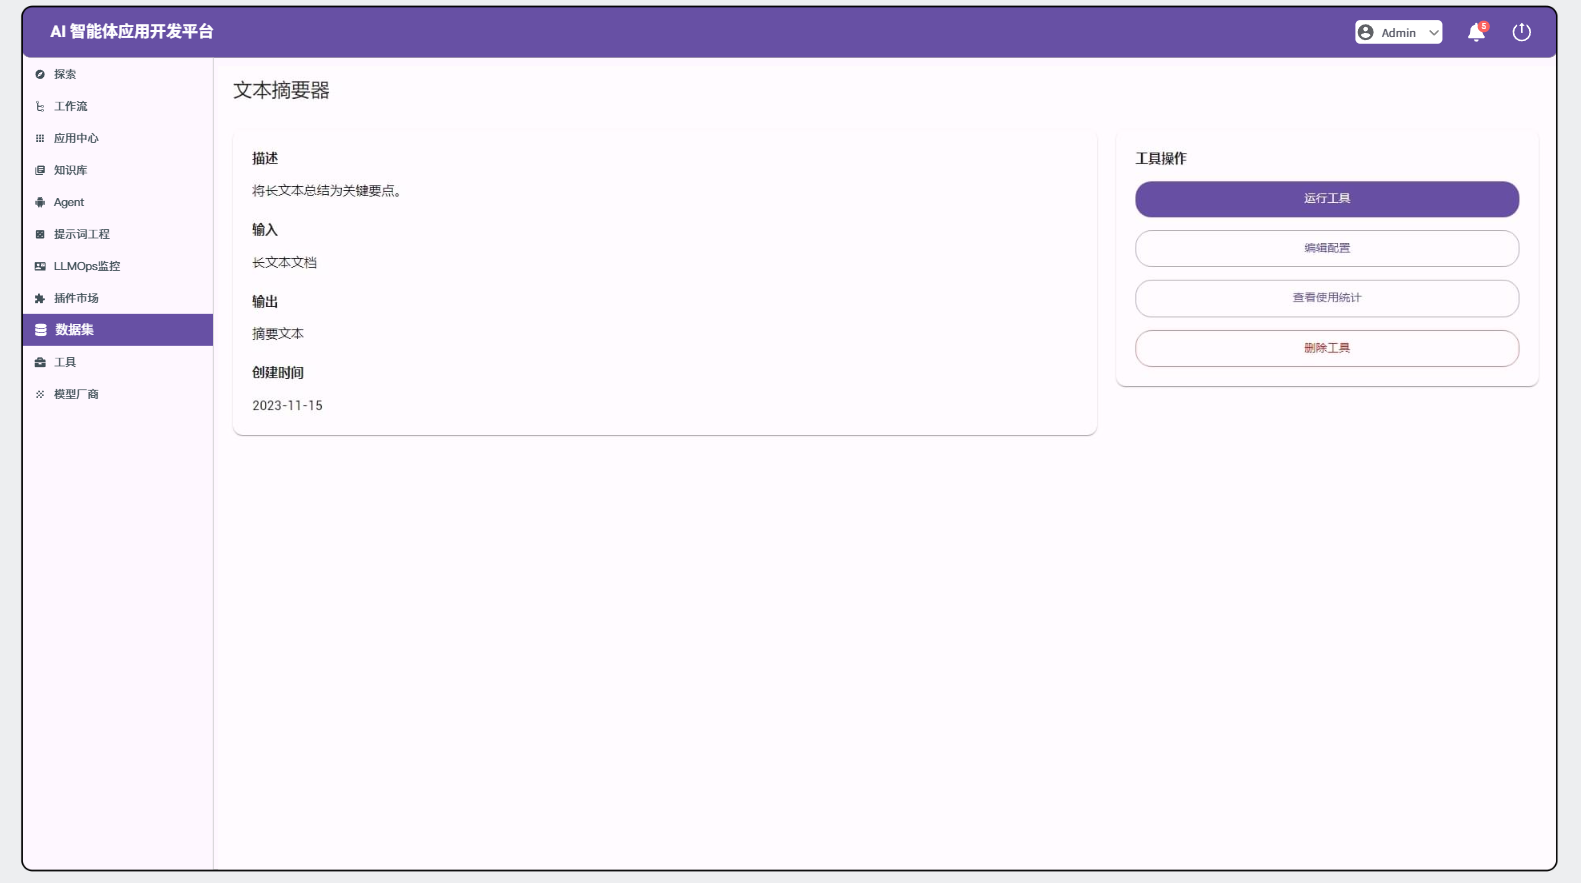 AI 智能体应用开发平台
Admin
5
探索
工作流
应用中心
知识库
Agent
提示词工程
LLMOps监控
插件市场
数据集
工具
模型厂商
文本摘要器
描述
将长文本总结为关键要点。
输入
长文本文档
输出
摘要文本
创建时间
2023-11-15
工具操作
运行工具
编辑配置
查看使用统计
删除工具